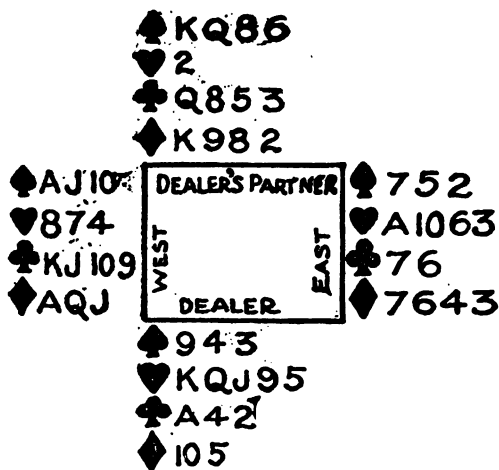 ♠KQ86
♥2
♣Q853
♦K982
♠AJ10
♥874
♣KJ109
♦AQJ
DEALER'S PARTNER
WEST
EAST
DEALER
♠752
♥A1063
♣76
♦7643
♠943
♥KQJ95
♣A42
♦105